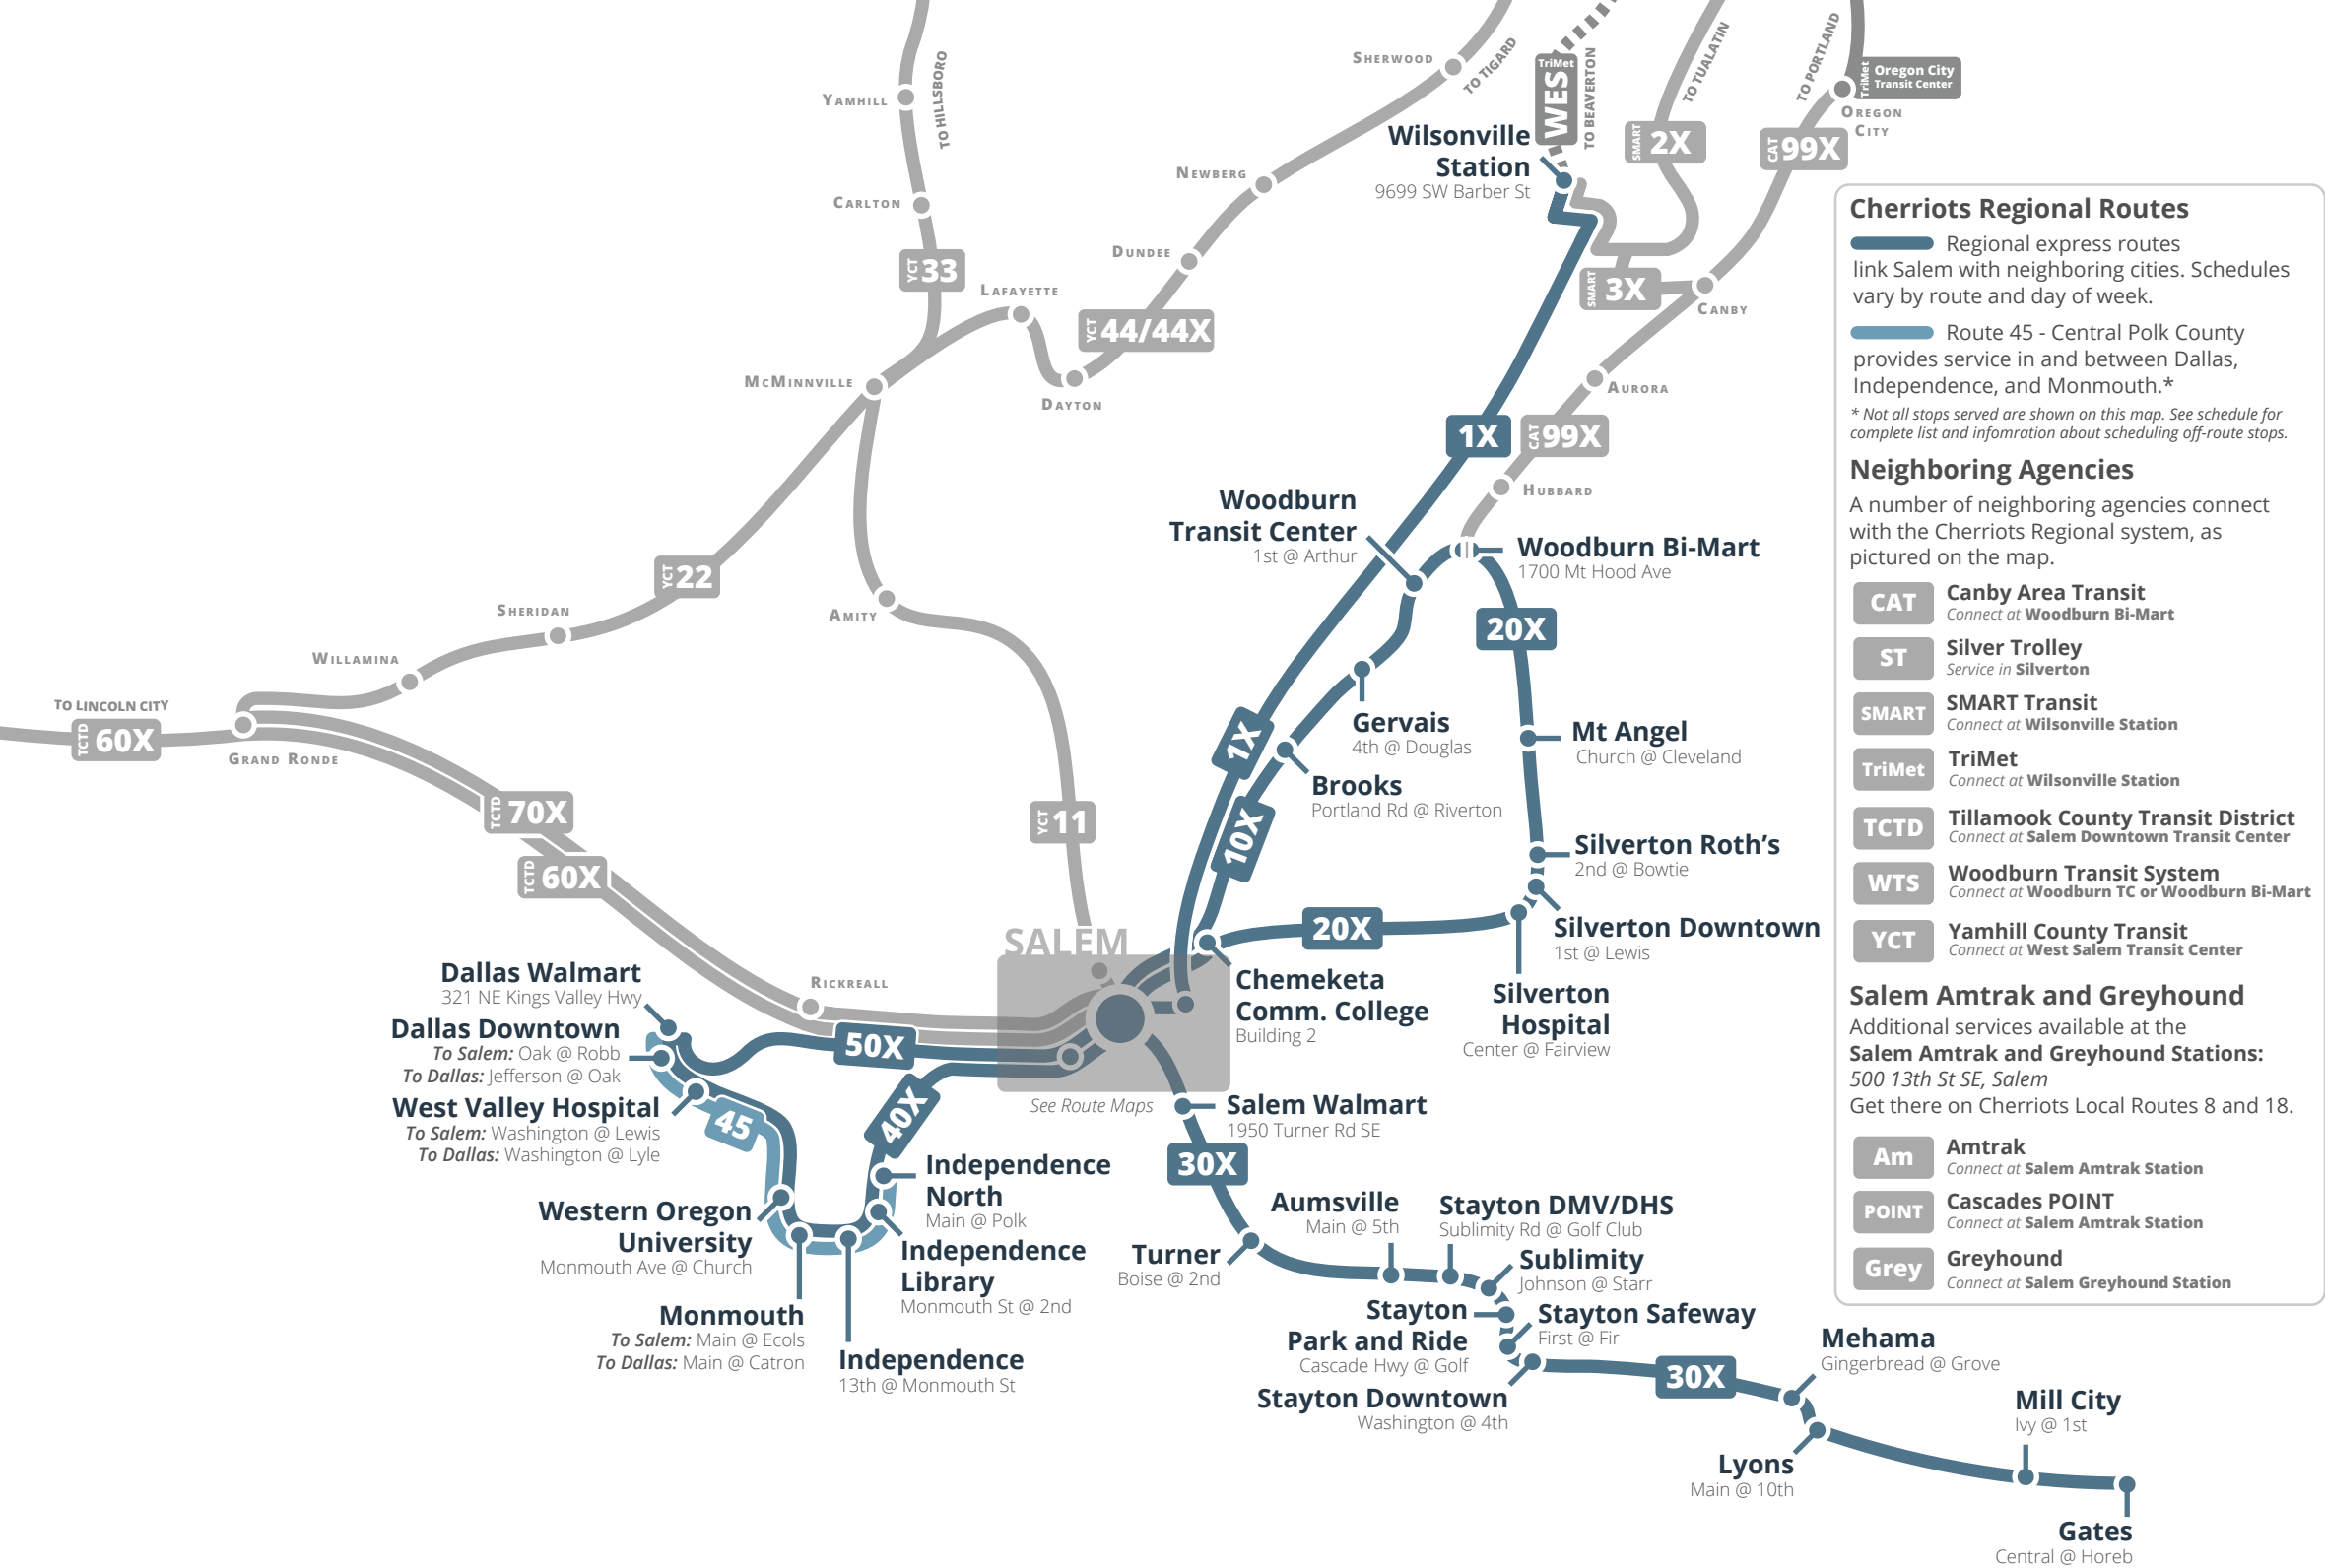 YAMHILL
TO HILLSBORO
CARLTON
YCT 33
LAFAYETTE
MCMINNVILLE
DAYTON
YCT 44/44X
DUNDEE
NEWBERG
SHERWOOD
TO TIGARD
TriMet WES
TO BEAVERTON
SMART 2X
TO TUALATIN
TO PORTLAND
CAT 99X
TriMet Oregon City
Transit Center
OREGON
CITY
Wilsonville
Station
9699 SW Barber St
SMART 3X
CANBY
AURORA
1X
CAT 99X
HUBBARD
Woodburn
Transit Center
1st @ Arthur
Woodburn Bi-Mart
1700 Mt Hood Ave
20X
YCT 22
SHERIDAN
WILLAMINA
AMITY
TO LINCOLN CITY
TCTD 60X
GRAND RONDE
TCTD 70X
TCTD 60X
YCT 11
1X
10X
Gervais
4th @ Douglas
Brooks
Portland Rd @ Riverton
Mt Angel
Church @ Cleveland
Silverton Roth’s
2nd @ Bowtie
Silverton Downtown
1st @ Lewis
20X
Silverton
Hospital
Center @ Fairview
SALEM
Chemeketa
Comm. College
Building 2
See Route Maps
RICKREALL
50X
40X
Dallas Walmart
321 NE Kings Valley Hwy
Dallas Downtown
To Salem: Oak @ Robb
To Dallas: Jefferson @ Oak
West Valley Hospital
To Salem: Washington @ Lewis
To Dallas: Washington @ Lyle
45
Western Oregon
University
Monmouth Ave @ Church
Monmouth
To Salem: Main @ Ecols
To Dallas: Main @ Catron
Independence
13th @ Monmouth St
Independence
Library
Monmouth St @ 2nd
Independence
North
Main @ Polk
Salem Walmart
1950 Turner Rd SE
30X
Turner
Boise @ 2nd
Aumsville
Main @ 5th
Stayton DMV/DHS
Sublimity Rd @ Golf Club
Sublimity
Johnson @ Starr
Stayton
Park and Ride
Cascade Hwy @ Golf
Stayton Safeway
First @ Fir
Stayton Downtown
Washington @ 4th
30X
Mehama
Gingerbread @ Grove
Lyons
Main @ 10th
Mill City
Ivy @ 1st
Gates
Central @ Horeb
Cherriots Regional Routes
Regional express routes
link Salem with neighboring cities. Schedules
vary by route and day of week.
Route 45 - Central Polk County
provides service in and between Dallas,
Independence, and Monmouth.*
* Not all stops served are shown on this map. See schedule for
complete list and infomration about scheduling off-route stops.
Neighboring Agencies
A number of neighboring agencies connect
with the Cherriots Regional system, as
pictured on the map.
CAT Canby Area Transit
Connect at Woodburn Bi-Mart
ST Silver Trolley
Service in Silverton
SMART SMART Transit
Connect at Wilsonville Station
TriMet TriMet
Connect at Wilsonville Station
TCTD Tillamook County Transit District
Connect at Salem Downtown Transit Center
WTS Woodburn Transit System
Connect at Woodburn TC or Woodburn Bi-Mart
YCT Yamhill County Transit
Connect at West Salem Transit Center
Salem Amtrak and Greyhound
Additional services available at the
Salem Amtrak and Greyhound Stations:
500 13th St SE, Salem
Get there on Cherriots Local Routes 8 and 18.
Am Amtrak
Connect at Salem Amtrak Station
POINT Cascades POINT
Connect at Salem Amtrak Station
Grey Greyhound
Connect at Salem Greyhound Station